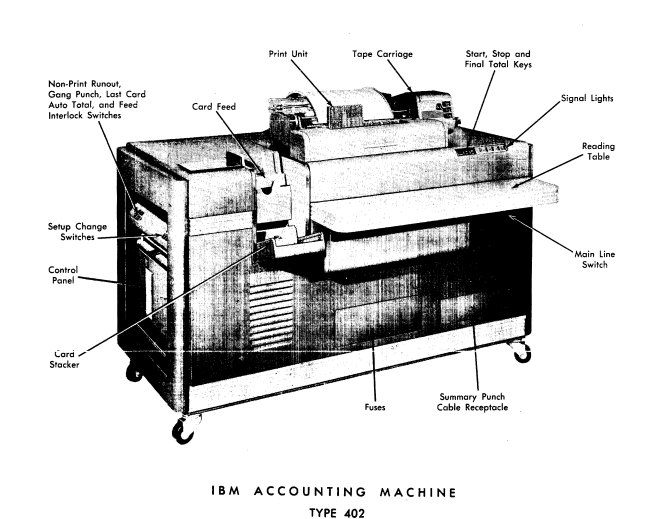 Print Unit
Tape Carriage
Start, Stop and
Final Total Keys
Non-Print Runout,
Gang Punch, Last Card
Auto Total, and Feed
Interlock Switches
Card Feed
Signal Lights
Reading
Table
Setup Change
Switches
Main Line
Switch
Control
Panel
Card
Stacker
Fuses
Summary Punch
Cable Receptacle
IBM ACCOUNTING MACHINE
TYPE 402